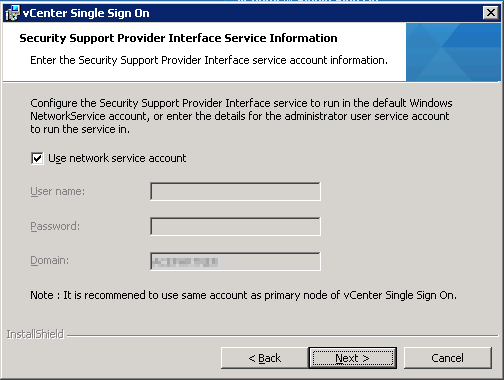 vCenter Single Sign On
Security Support Provider Interface Service Information
Enter the Security Support Provider Interface service account information.
Configure the Security Support Provider Interface service to run in the default Windows
NetworkService account, or enter the details for the administrator user service account
to run the service in.
Use network service account
User name:
Password:
Domain:
Note : It is recommened to use same account as primary node of vCenter Single Sign On.
InstallShield
< Back
Next >
Cancel